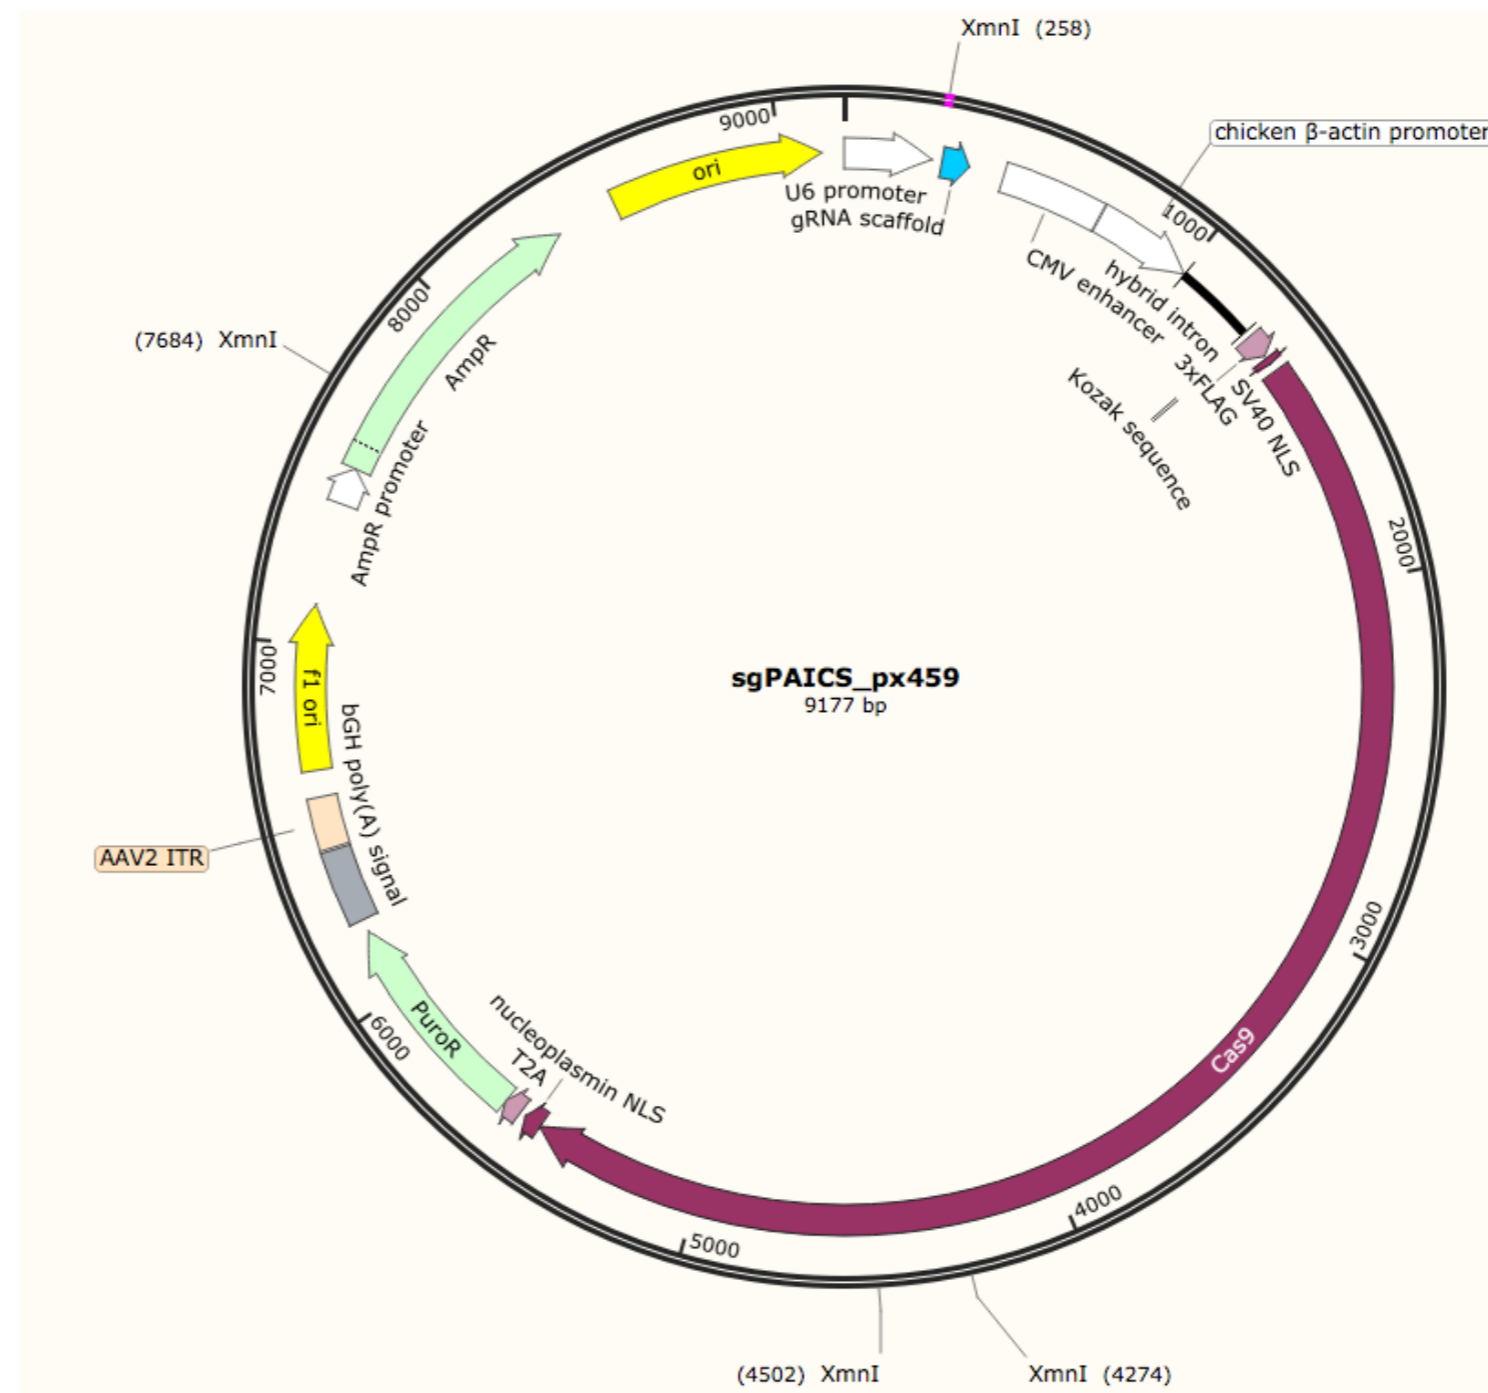 XmnI (258)
chicken β-actin promoter
9000
1000
ori
U6 promoter
gRNA scaffold
CMV enhancer
hybrid intron
3xFLAG
SV40 NLS
Kozak sequence
8000
(7684) XmnI
AmpR
AmpR promoter
2000
7000
f1 ori
sgPAICS_px459
9177 bp
bGH poly(A) signal
AAV2 ITR
3000
6000
PuroR
T2A
nucleoplasmin NLS
Cas9
4000
5000
(4502) XmnI
XmnI (4274)